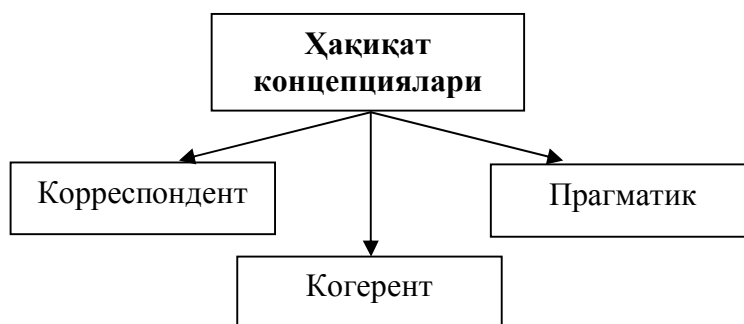 Ҳақиқат
концепциялари
Корреспондент
Прагматик
Когерент